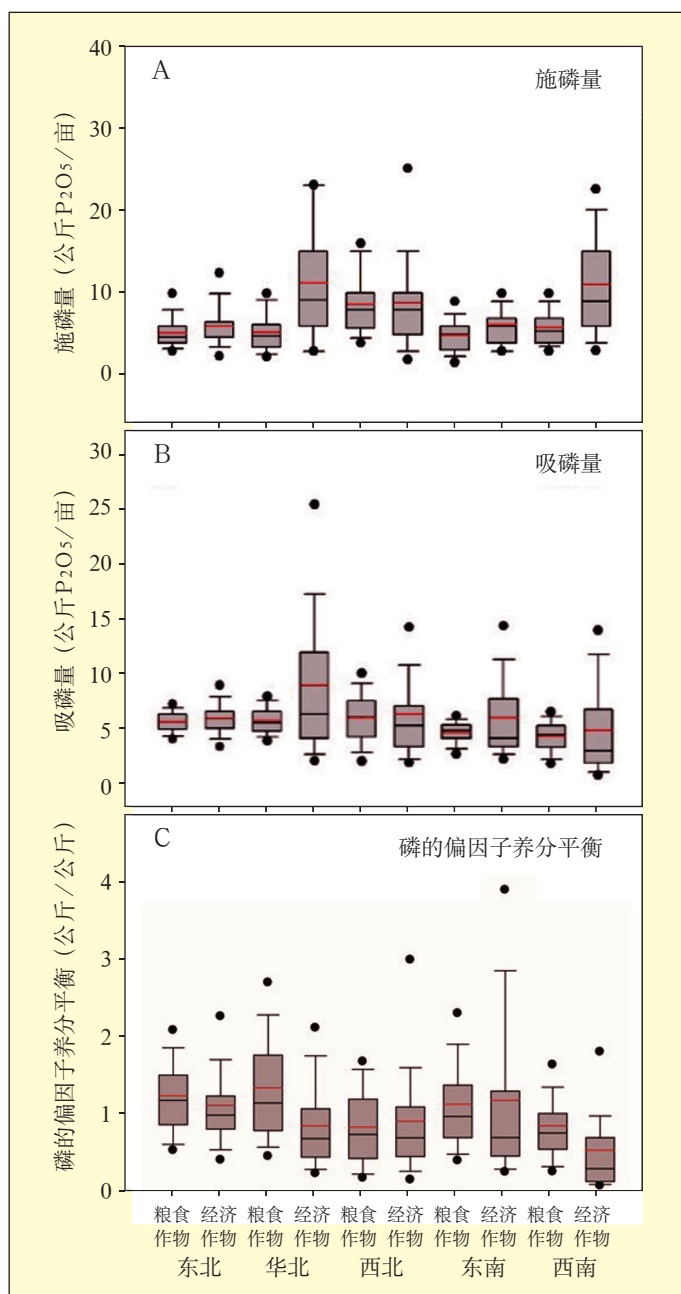 A
施磷量
施磷量（公斤P2O5/亩）
40
30
20
10
0
B
吸磷量
吸磷量（公斤P2O5/亩）
30
25
20
15
10
5
0
C
磷的偏因子养分平衡
磷的偏因子养分平衡（公斤/公斤）
4
3
2
1
0
粮食 经济 粮食 经济 粮食 经济 粮食 经济 粮食 经济
作物 作物 作物 作物 作物 作物 作物 作物 作物 作物
东北 华北 西北 东南 西南